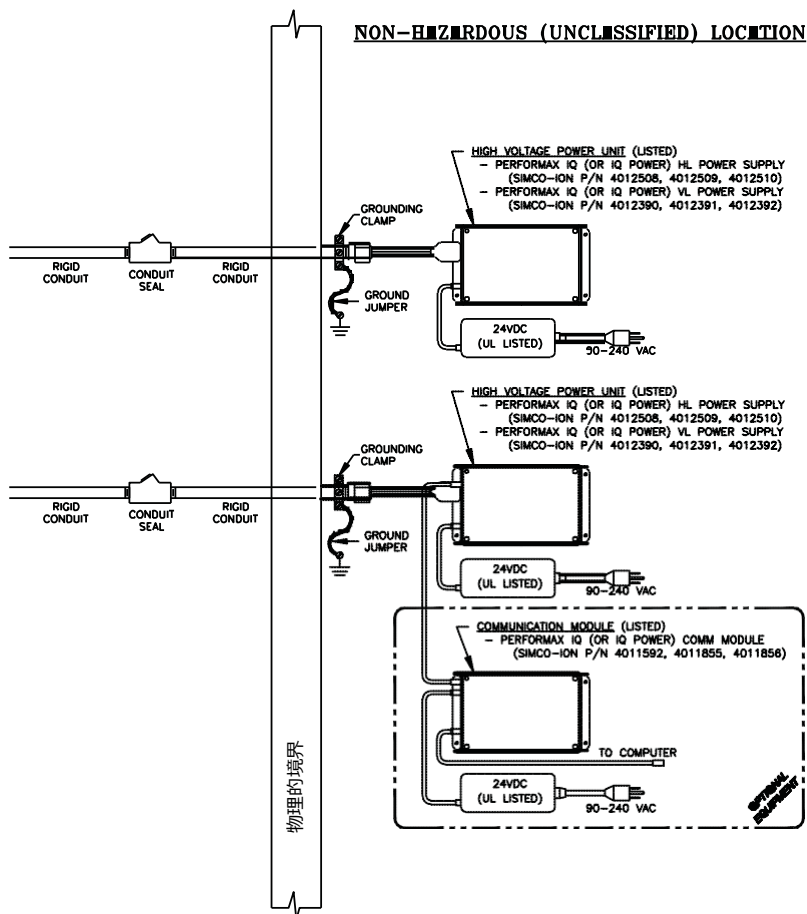 NON-HAZARDOUS (UNCLASSIFIED) LOCATION
HIGH VOLTAGE POWER UNIT (LISTED)
- PERFORMAX IQ (OR IQ POWER) HL POWER SUPPLY
(SIMCO-ION P/N 4012508, 4012509, 4012510)
- PERFORMAX IQ (OR IQ POWER) VL POWER SUPPLY
(SIMCO-ION P/N 4012390, 4012391, 4012392)
GROUNDING
CLAMP
RIGID
CONDUIT
CONDUIT
SEAL
RIGID
CONDUIT
GROUND
JUMPER
24VDC
(UL LISTED)
90-240 VAC
HIGH VOLTAGE POWER UNIT (LISTED)
- PERFORMAX IQ (OR IQ POWER) HL POWER SUPPLY
(SIMCO-ION P/N 4012508, 4012509, 4012510)
- PERFORMAX IQ (OR IQ POWER) VL POWER SUPPLY
(SIMCO-ION P/N 4012390, 4012391, 4012392)
GROUNDING
CLAMP
RIGID
CONDUIT
CONDUIT
SEAL
RIGID
CONDUIT
GROUND
JUMPER
24VDC
(UL LISTED)
90-240 VAC
COMMUNICATION MODULE (LISTED)
- PERFORMAX IQ (OR IQ POWER) COMM MODULE
(SIMCO-ION P/N 4011592, 4011855, 4011856)
TO COMPUTER
24VDC
(UL LISTED)
90-240 VAC
OPTIONAL
EQUIPMENT
物理的境界